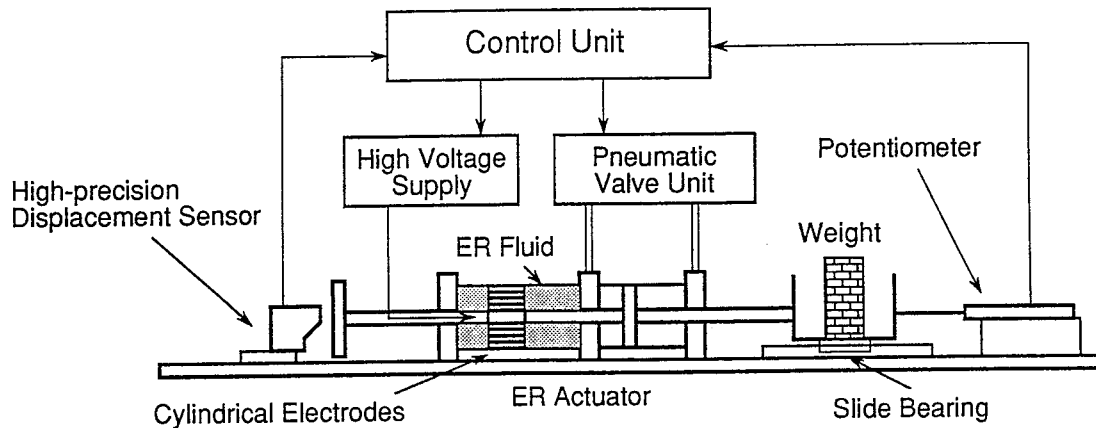 Control Unit
High Voltage
Supply
Pneumatic
Valve Unit
Potentiometer
High-precision
Displacement Sensor
ER Fluid
Weight
Cylindrical Electrodes
ER Actuator
Slide Bearing